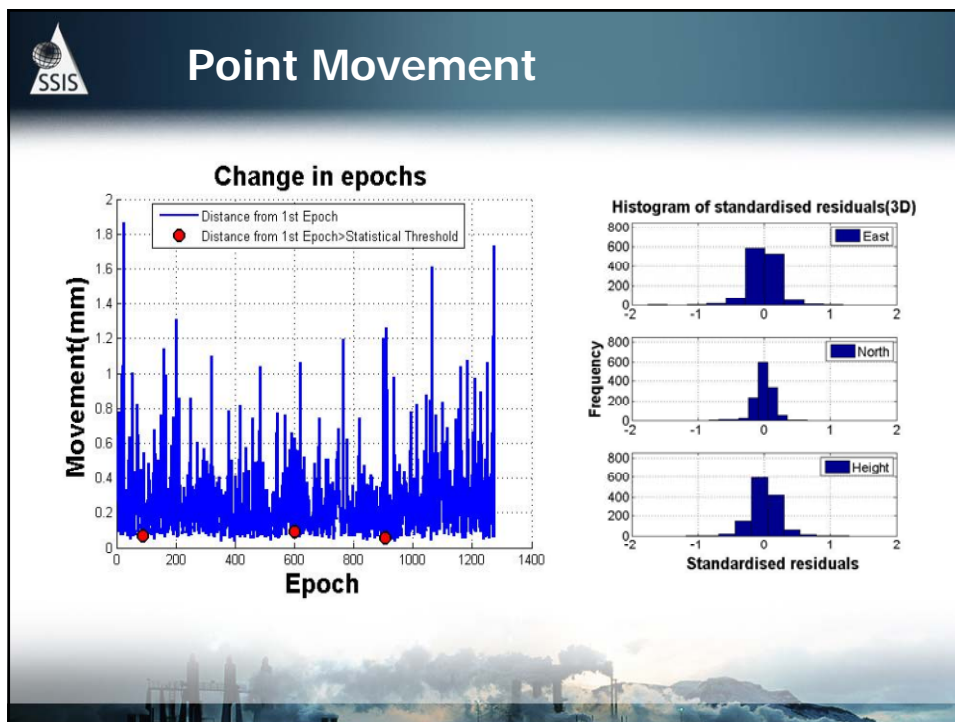 SSIS
Point Movement
Change in epochs
Distance from 1st Epoch
Distance from 1st Epoch>Statistical Threshold
Movement(mm)
2
1.8
1.6
1.4
1.2
1
0.8
0.6
0.4
0.2
0
0 200 400 600 800 1000 1200 1400
Epoch
Histogram of standardised residuals(3D)
East
800
600
400
200
0
-2 -1 0 1 2
Frequency
North
800
600
400
200
0
-2 -1 0 1 2
Height
800
600
400
200
0
-2 -1 0 1 2
Standardised residuals